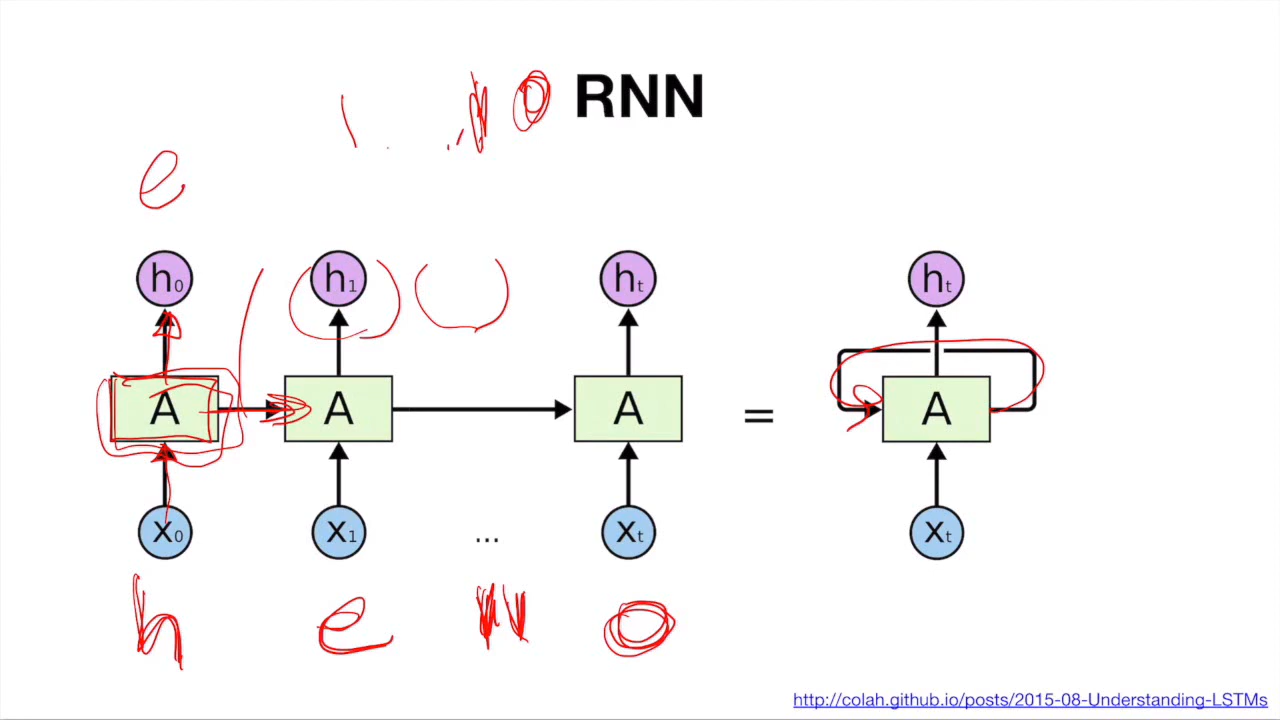 RNN
e
h₀ h₁ hₜ hₜ
A A A = A
x₀ x₁ ... xₜ xₜ
h e o
http://colah.github.io/posts/2015-08-Understanding-LSTMs